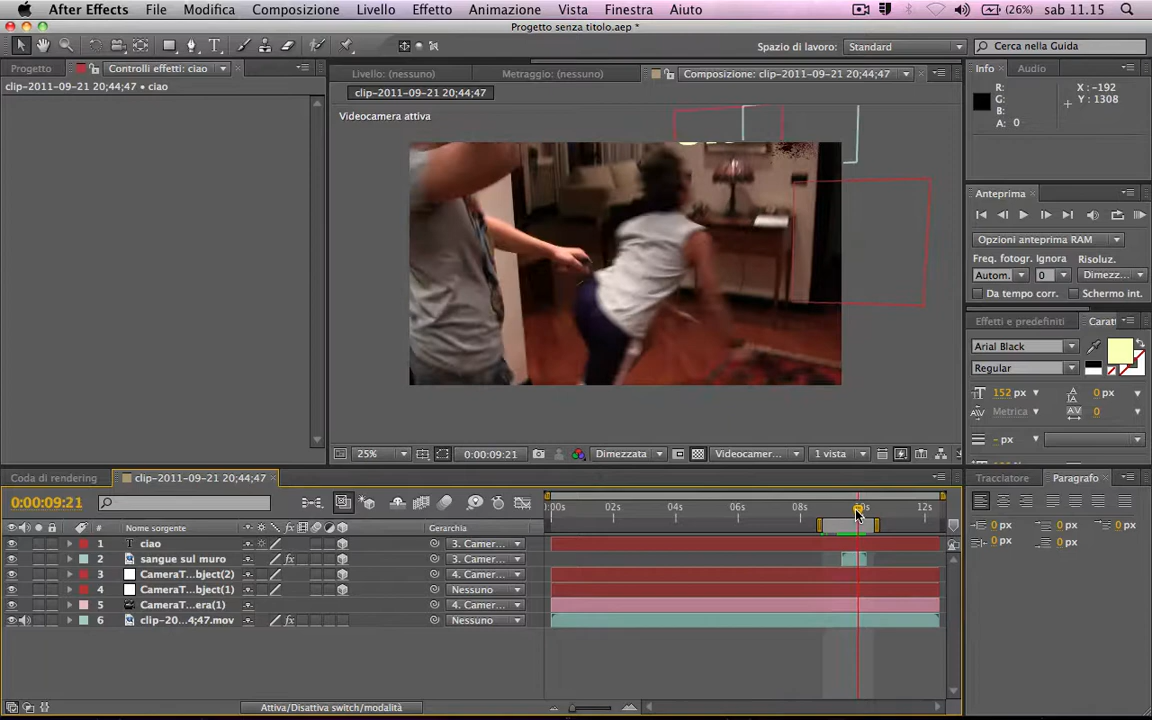 After Effects File Modifica Composizione Livello Effetto Animazione Vista Finestra Aiuto (26%) sab 11.15
Progetto senza titolo.aep *
Spazio di lavoro: Standard Cerca nella Guida
Progetto Controlli effetti: ciao Livello: (nessuno) Metraggio: (nessuno) Composizione: clip-2011-09-21 20;44;47 Info Audio
clip-2011-09-21 20;44;47 • ciao clip-2011-09-21 20;44;47
R: X : -192
G: Y : 1308
B:
A: 0
Videocamera attiva
Anteprima
Opzioni anteprima RAM
Freq. fotogr. Ignora Risoluz.:
Autom. 0 Dimezz...
Da tempo corr. Schermo int.
Effetti e predefiniti Caratt
Arial Black
Regular
152 px 0 px
Metrica 0
- px
25% 0:00:09:21 Dimezzata Videocamer... 1 vista
Coda di rendering clip-2011-09-21 20;44;47 Tracciatore Paragrafo
0:00:09:21 :00s 02s 04s 06s 08s 12s
# Nome sorgente Gerarchia
0 px 0 px 0 px
0 px 0 px
1 T ciao 3. Camer...
2 sangue sul muro 3. Camer...
3 CameraT...bject(2) 4. Camer...
4 CameraT...bject(1) Nessuno
5 CameraT...era(1) 4. Camer...
6 clip-20...4;47.mov Nessuno
Attiva/Disattiva switch/modalità